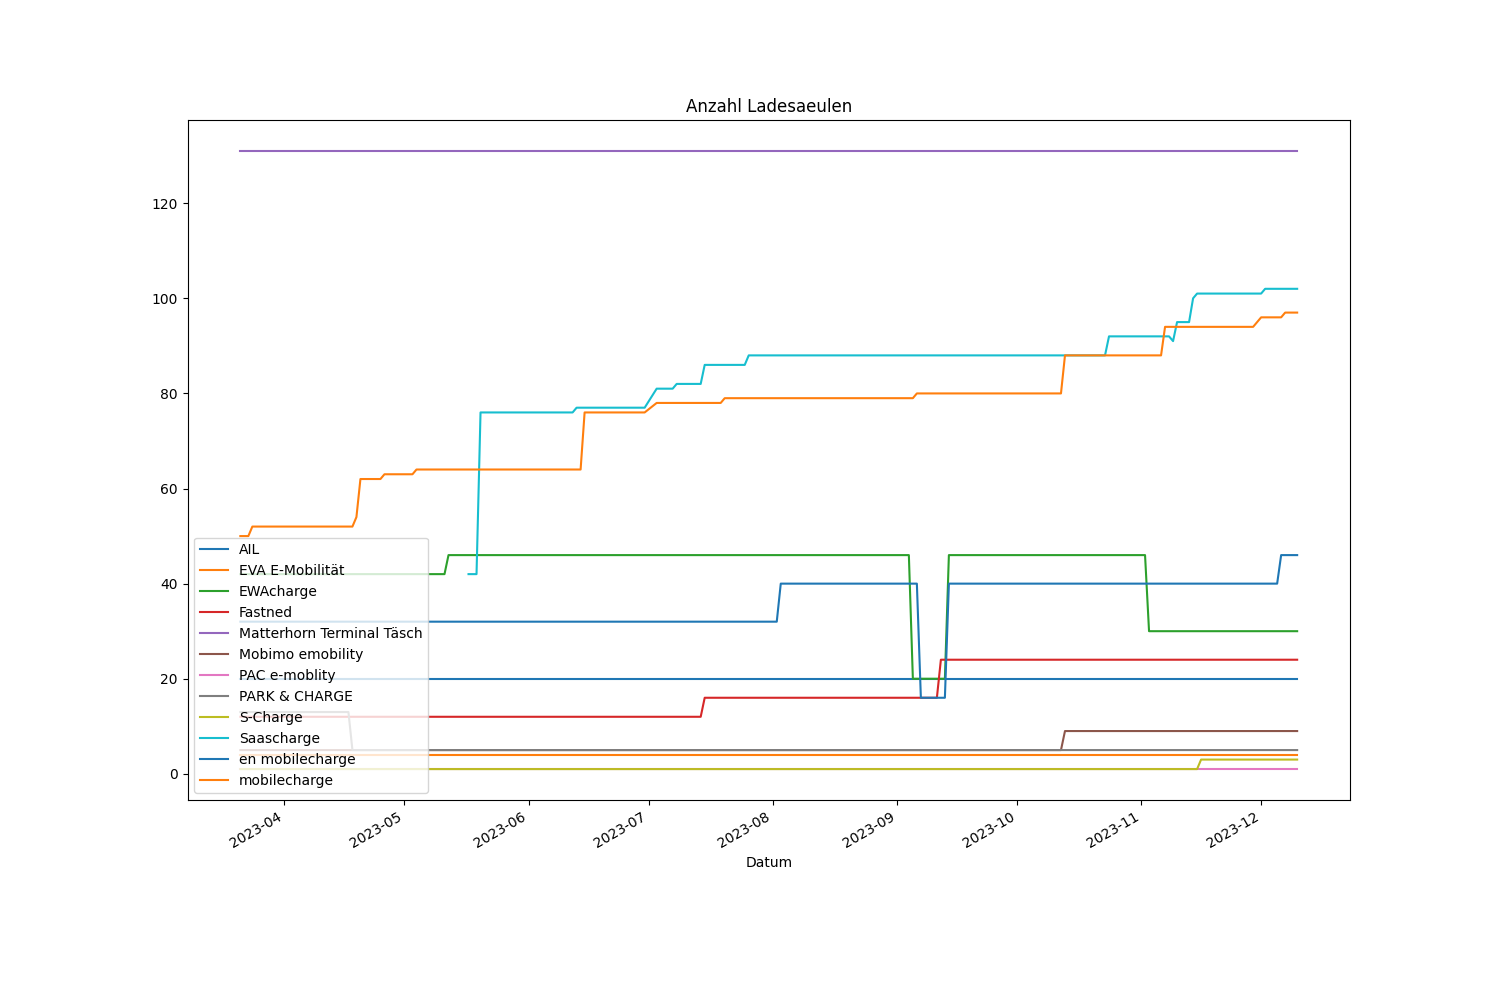 Anzahl Ladesaeulen
120
100
80
60
40
20
0
AIL
EVA E-Mobilität
EWAcharge
Fastned
Matterhorn Terminal Täsch
Mobimo emobility
PAC e-moblity
PARK & CHARGE
S-Charge
Saascharge
en mobilecharge
mobilecharge
2023-04
2023-05
2023-06
2023-07
2023-08
2023-09
2023-10
2023-11
2023-12
Datum